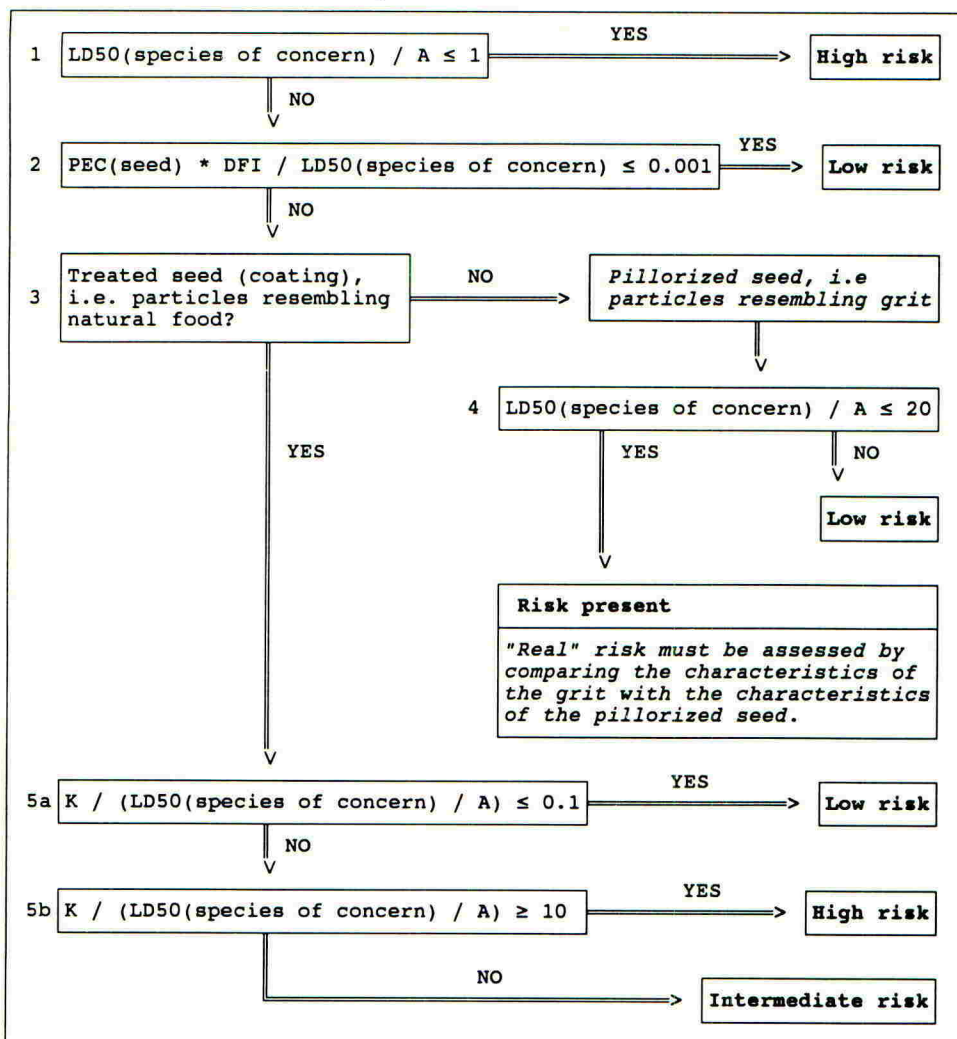 YES
1 LD50(species of concern) / A ≤ 1
High risk
NO
YES
2 PEC(seed) * DFI / LD50(species of concern) ≤ 0.001
Low risk
NO
Treated seed (coating),
3 i.e. particles resembling
natural food?
NO
Pillorized seed, i.e
particles resembling grit
4 LD50(species of concern) / A ≤ 20
YES
YES
NO
Low risk
Risk present
"Real" risk must be assessed by
comparing the characteristics of
the grit with the characteristics
of the pillorized seed.
YES
5a K / (LD50(species of concern) / A) ≤ 0.1
Low risk
NO
YES
5b K / (LD50(species of concern) / A) ≥ 10
High risk
NO
Intermediate risk